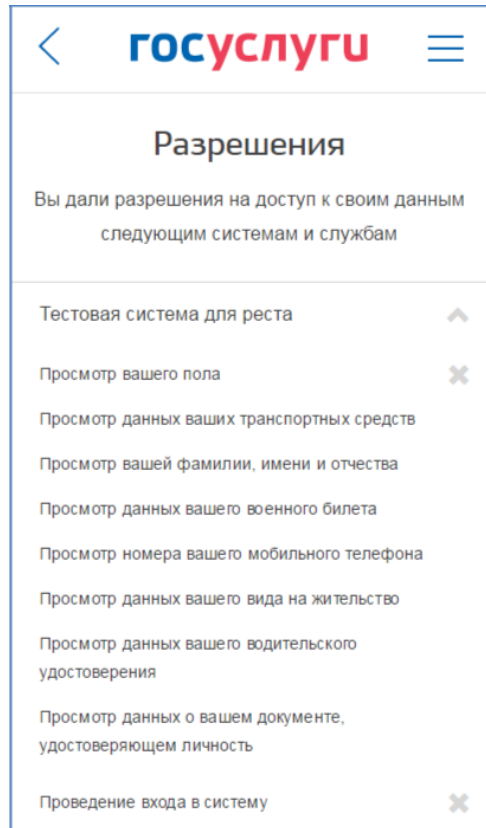 госуслуги
Разрешения
Вы дали разрешения на доступ к своим данным
следующим системам и службам
Тестовая система для реста
Просмотр вашего пола
Просмотр данных ваших транспортных средств
Просмотр вашей фамилии, имени и отчества
Просмотр данных вашего военного билета
Просмотр номера вашего мобильного телефона
Просмотр данных вашего вида на жительство
Просмотр данных вашего водительского
удостоверения
Просмотр данных о вашем документе,
удостоверяющем личность
Проведение входа в систему